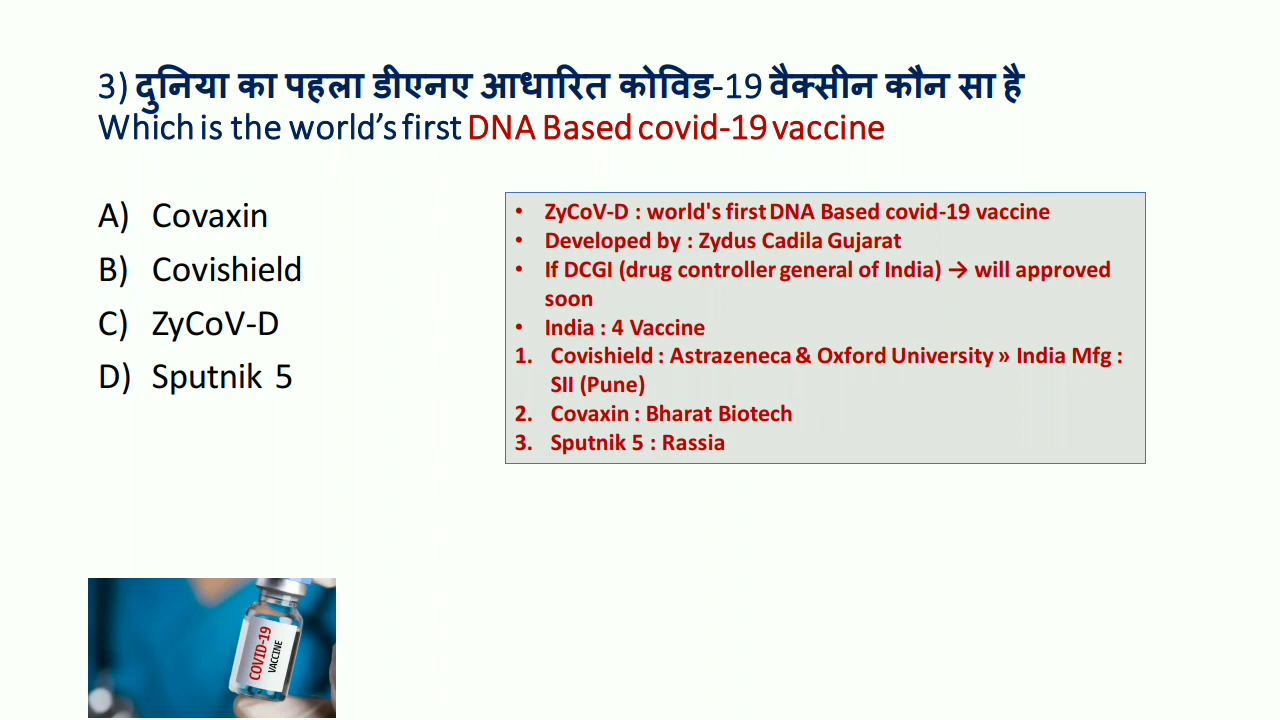 3) दुनिया का पहला डीएनए आधारित कोविड-19 वैक्सीन कौन सा है
Which is the world’s first DNA Based covid-19 vaccine
A) Covaxin
B) Covishield
C) ZyCoV-D
D) Sputnik 5
• ZyCoV-D : world's first DNA Based covid-19 vaccine
• Developed by : Zydus Cadila Gujarat
• If DCGI (drug controller general of India) → will approved
soon
• India : 4 Vaccine
1. Covishield : Astrazeneca & Oxford University » India Mfg :
SII (Pune)
2. Covaxin : Bharat Biotech
3. Sputnik 5 : Rassia
COVID-19
VACCINE